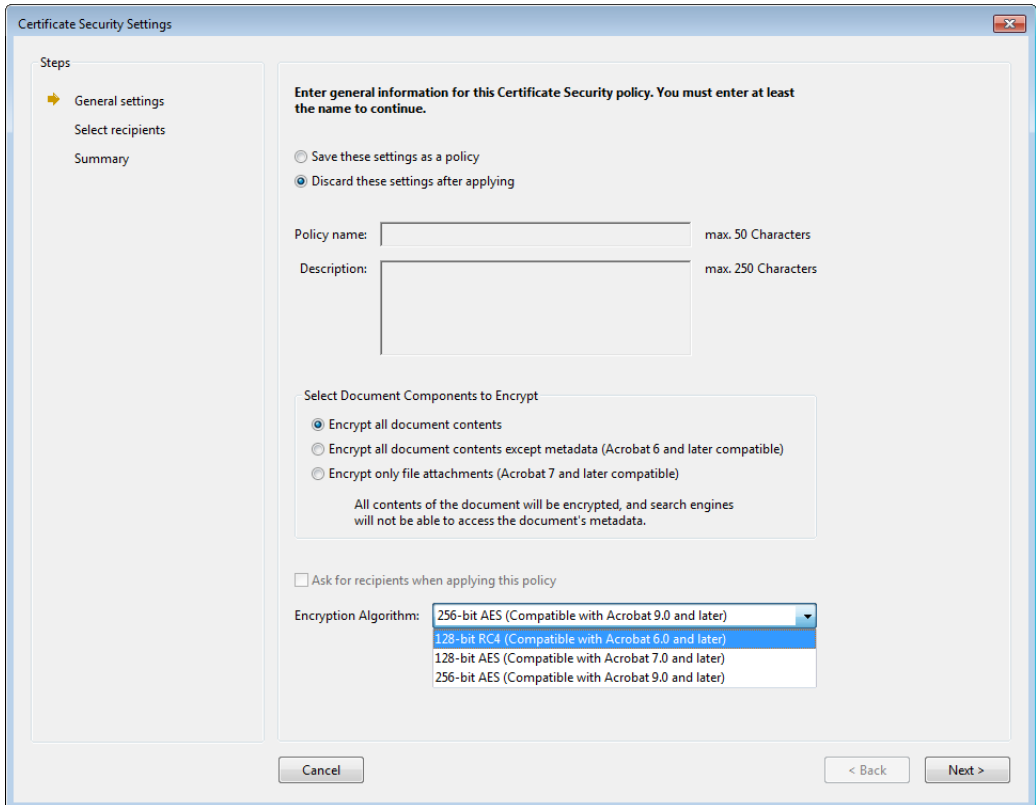 Certificate Security Settings
Steps
General settings
Select recipients
Summary
Enter general information for this Certificate Security policy. You must enter at least
the name to continue.
Save these settings as a policy
Discard these settings after applying
Policy name: max. 50 Characters
Description: max. 250 Characters
Select Document Components to Encrypt
Encrypt all document contents
Encrypt all document contents except metadata (Acrobat 6 and later compatible)
Encrypt only file attachments (Acrobat 7 and later compatible)
All contents of the document will be encrypted, and search engines
will not be able to access the document's metadata.
Ask for recipients when applying this policy
Encryption Algorithm: 256-bit AES (Compatible with Acrobat 9.0 and later)
128-bit RC4 (Compatible with Acrobat 6.0 and later)
128-bit AES (Compatible with Acrobat 7.0 and later)
256-bit AES (Compatible with Acrobat 9.0 and later)
Cancel < Back Next >